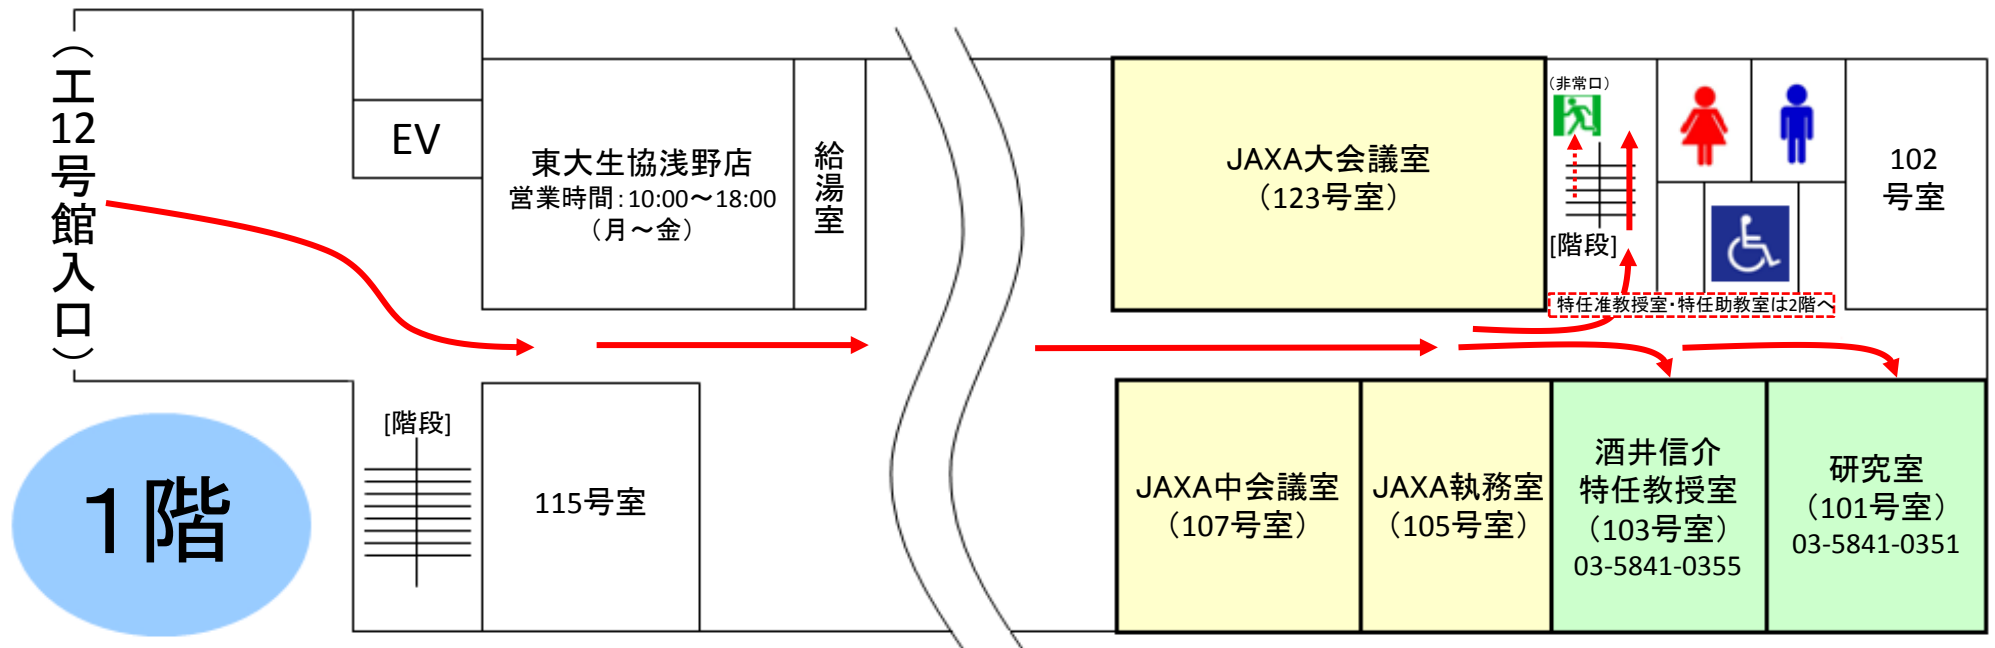 （工12号館入口）
EV
東大生協浅野店
営業時間：10:00～18:00
（月～金）
給湯室
JAXA大会議室
（123号室）
（非常口）
[階段]
特任准教授室・特任助教室は2階へ
102
号室
1階
[階段]
115号室
JAXA中会議室
（107号室）
JAXA執務室
（105号室）
酒井信介
特任教授室
（103号室）
03-5841-0355
研究室
（101号室）
03-5841-0351